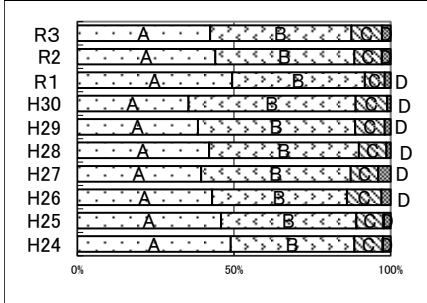 R3 A B C
R2 A B C
R1 A B C D
H30 A B C D
H29 A B C D
H28 A B C D
H27 A B C D
H26 A B C D
H25 A B C D
H24 A B C D
0% 50% 100%